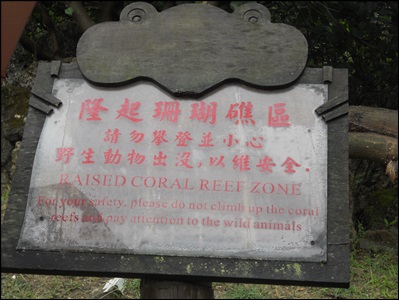 隆起珊瑚礁區
請勿攀登並小心
野生動物出沒，以維安全．
RAISED CORAL REEF ZONE
For your safety, please do not climb up the coral
reefs and pay attention to the wild animals